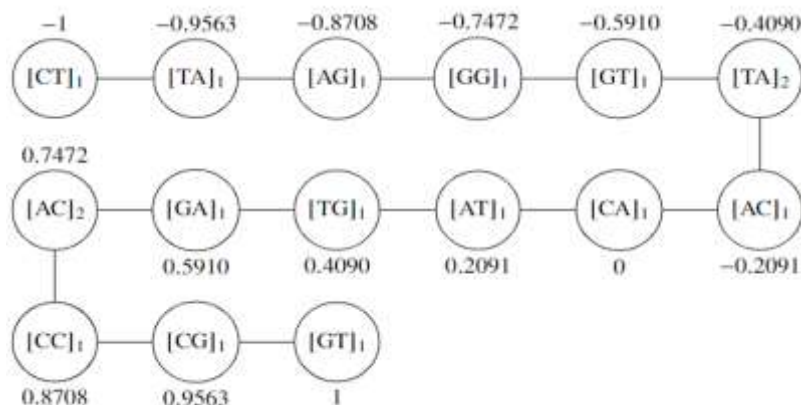 −1 −0.9563 −0.8708 −0.7472 −0.5910 −0.4090
[CT]₁ [TA]₁ [AG]₁ [GG]₁ [GT]₁ [TA]₂
0.7472
[AC]₂ [GA]₁ [TG]₁ [AT]₁ [CA]₁ [AC]₁
0.5910 0.4090 0.2091 0 −0.2091
[CC]₁ [CG]₁ [GT]₁
0.8708 0.9563 1